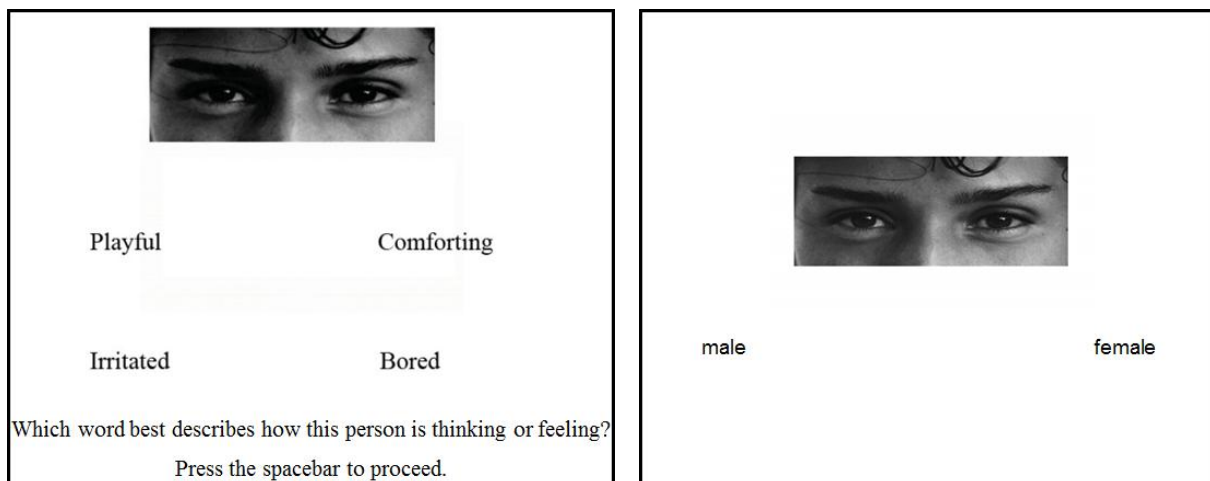 Playful Comforting
Irritated Bored
Which word best describes how this person is thinking or feeling?
Press the spacebar to proceed.
male female